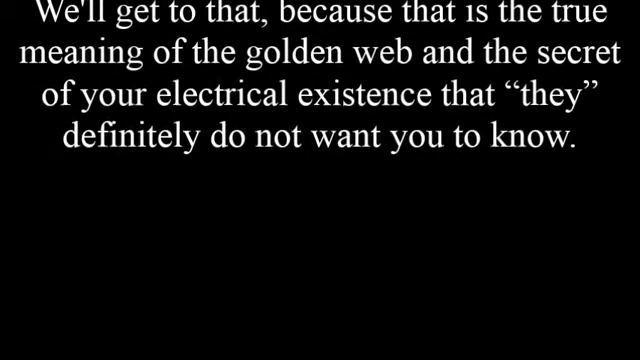 We'll get to that, because that is the true
meaning of the golden web and the secret
of your electrical existence that “they”
definitely do not want you to know.